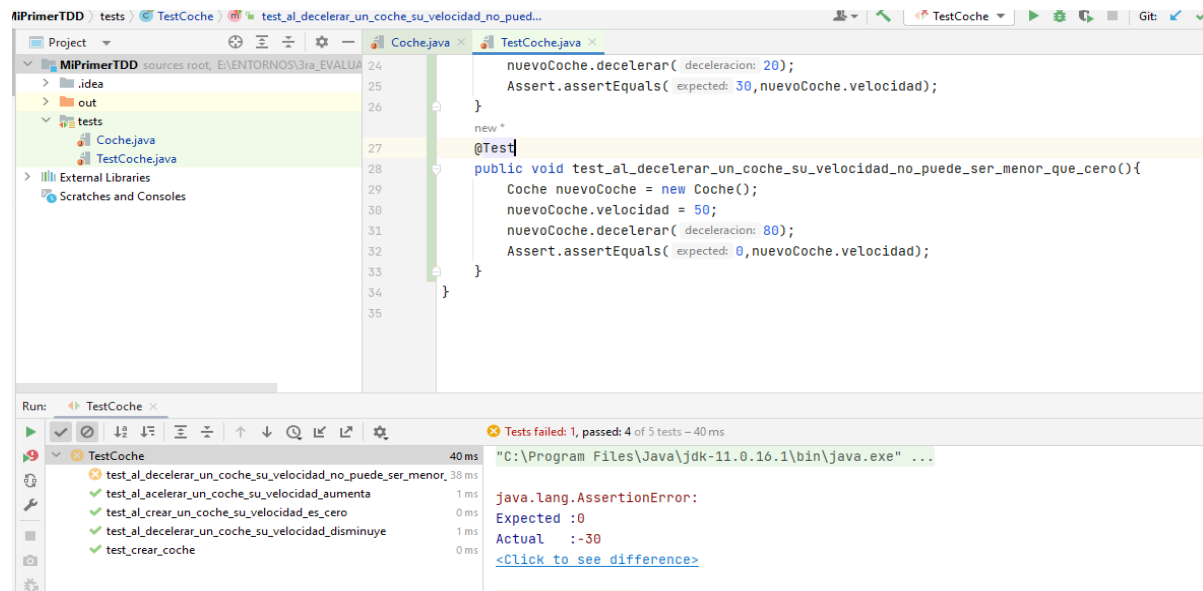 MiPrimerTDD tests TestCoche test_al_decelerar_un_coche_su_velocidad_no_pued... TestCoche Git:
Project Coche.java TestCoche.java
MiPrimerTDD sources root, E:\ENTORNOS\3ra_EVALUA
.idea
out
tests
Coche.java
TestCoche.java
External Libraries
Scratches and Consoles
24 nuevoCoche.decelerar( deceleracion: 20);
25 Assert.assertEquals( expected: 30,nuevoCoche.velocidad);
26 }
new *
27 @Test
28 public void test_al_decelerar_un_coche_su_velocidad_no_puede_ser_menor_que_cero(){
29 Coche nuevoCoche = new Coche();
30 nuevoCoche.velocidad = 50;
31 nuevoCoche.decelerar( deceleracion: 80);
32 Assert.assertEquals( expected: 0,nuevoCoche.velocidad);
33 }
34 }
35
Run: TestCoche
Tests failed: 1, passed: 4 of 5 tests – 40 ms
TestCoche 40 ms
test_al_decelerar_un_coche_su_velocidad_no_puede_ser_menor_ 38 ms
test_al_acelerar_un_coche_su_velocidad_aumenta 1 ms
test_al_crear_un_coche_su_velocidad_es_cero 0 ms
test_al_decelerar_un_coche_su_velocidad_disminuye 1 ms
test_crear_coche 0 ms
"C:\Program Files\Java\jdk-11.0.16.1\bin\java.exe" ...
java.lang.AssertionError:
Expected :0
Actual :-30
<Click to see difference>